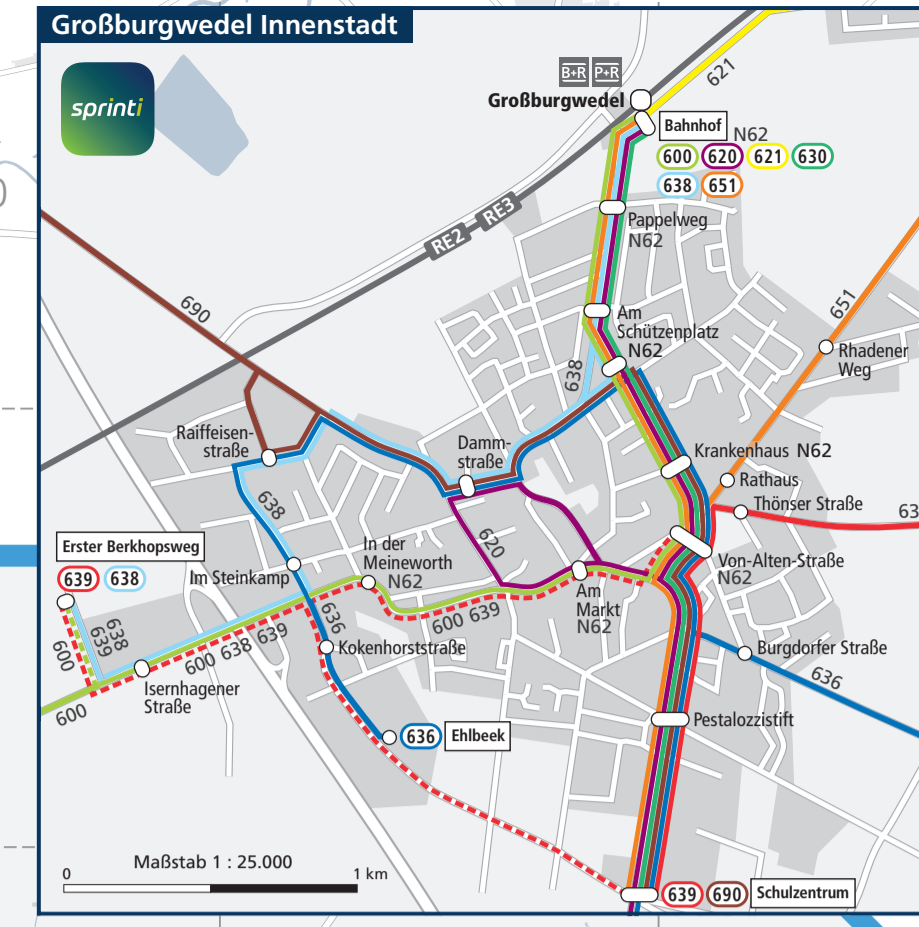 Großburgwedel Innenstadt
sprinti
B+R P+R
Großburgwedel
621
Bahnhof
N62
600 620 621 630
638 651
Pappelweg
N62
RE2 RE3
690
Am
Schützenplatz
N62
638
651
Rhadener
Weg
Raiffeisen-
straße
Damm-
straße
Krankenhaus N62
Rathaus
Thönser Straße
63
638
620
Erster Berkhopsweg
639 638
In der
Meineworth
N62
Im Steinkamp
Von-Alten-Straße
N62
Am
Markt
N62
600 639
636
638
639
600
600 638 639
Kokenhorststraße
Burgdorfer Straße
636
Isernhagener
Straße
600
Pestalozzistift
636 Ehlbeek
Maßstab 1 : 25.000
0 1 km
639 690 Schulzentrum